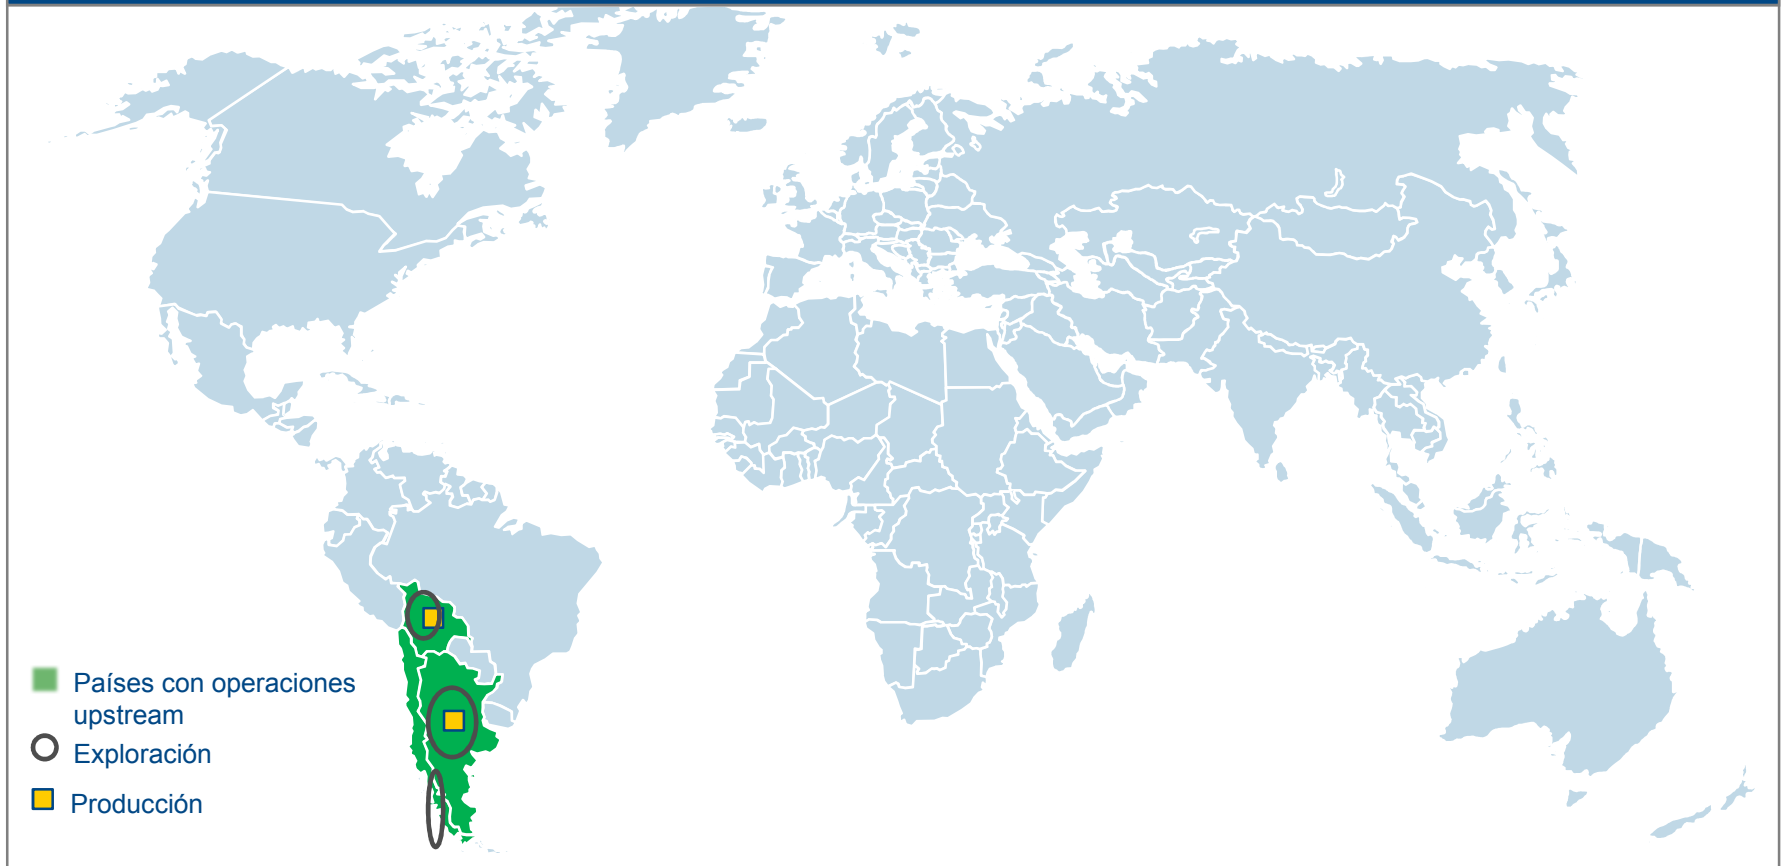 Países con operaciones
upstream
Exploración
Producción